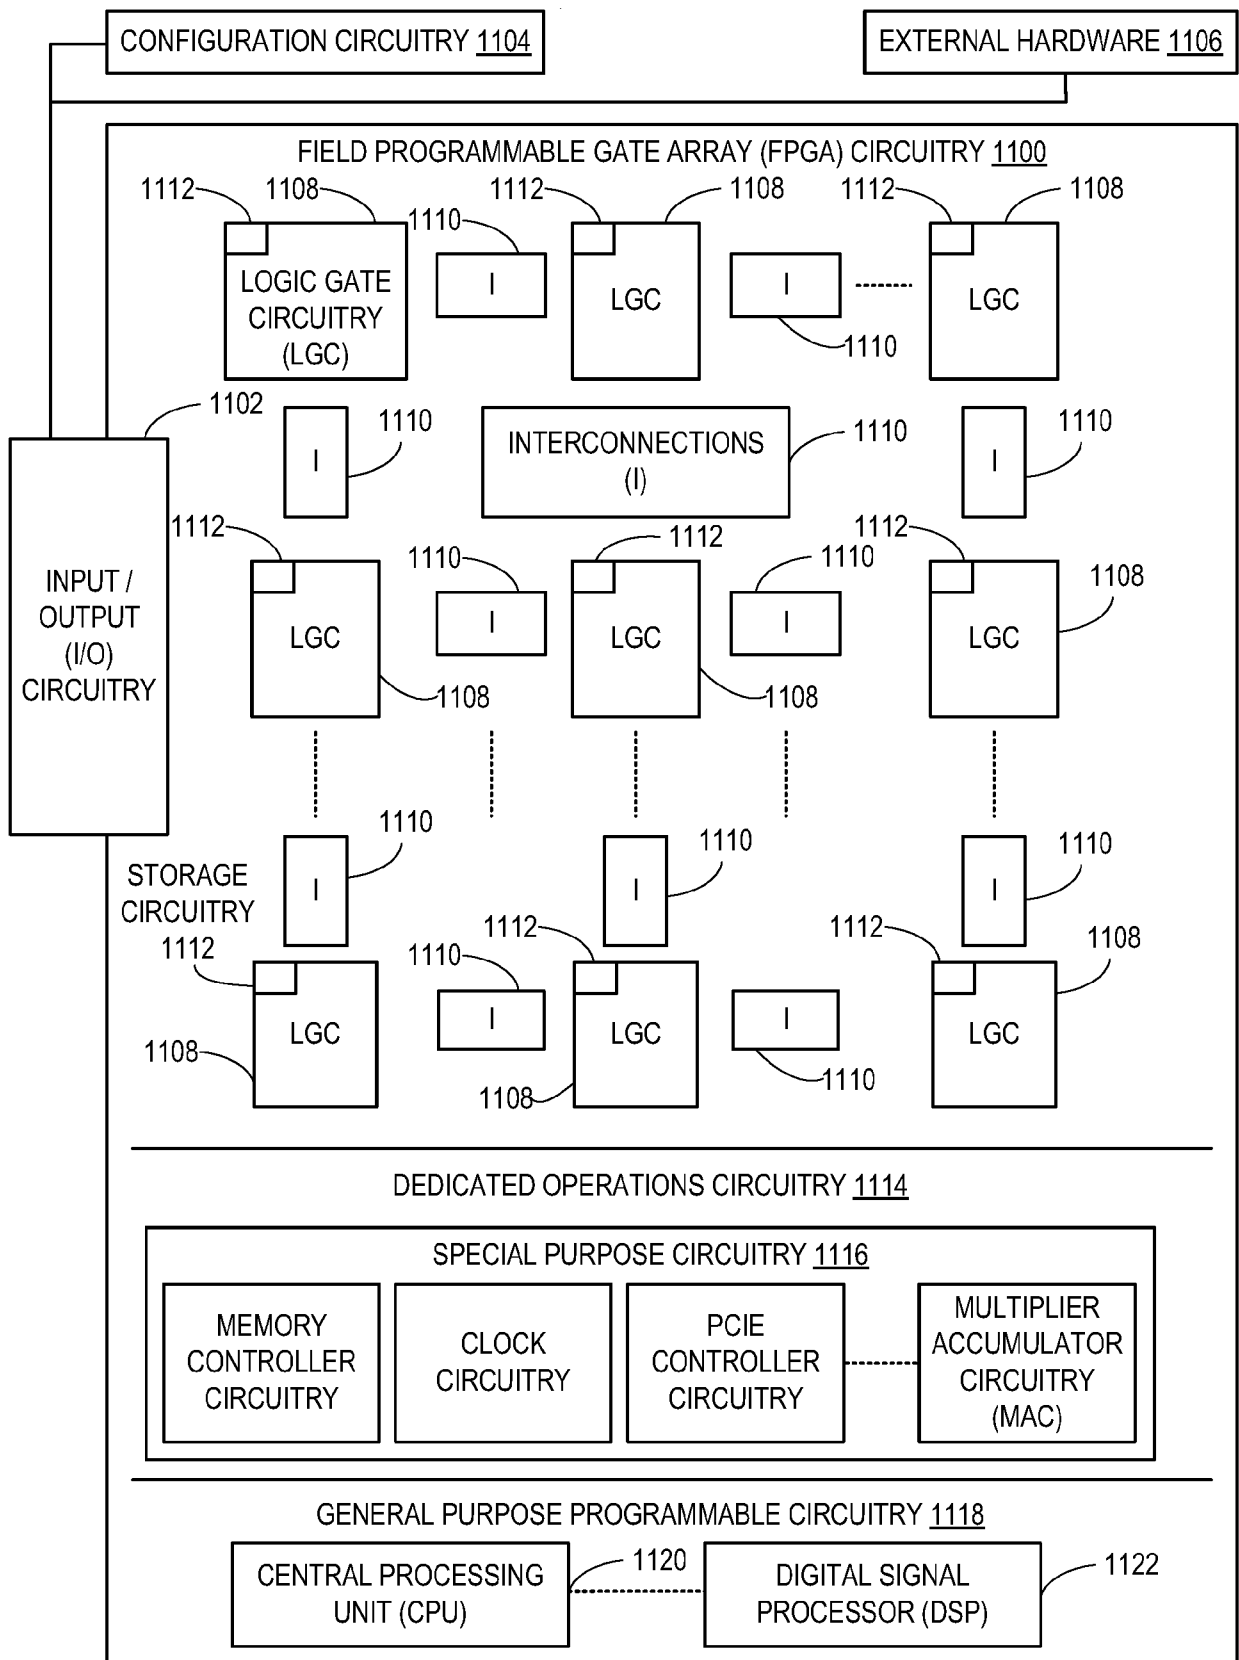 CONFIGURATION CIRCUITRY 1104
EXTERNAL HARDWARE 1106
FIELD PROGRAMMABLE GATE ARRAY (FPGA) CIRCUITRY 1100
1112
1108
1110
1112
1108
1112
1108
LOGIC GATE
CIRCUITRY
(LGC)
I
LGC
I
LGC
1110
1102
1110
1110
1110
I
INTERCONNECTIONS
(I)
I
1112
1110
1112
1110
1112
1108
INPUT /
OUTPUT
(I/O)
CIRCUITRY
LGC
I
LGC
I
LGC
1108
1108
1110
1110
1110
STORAGE
CIRCUITRY
I
I
I
1112
1110
1112
1112
1108
LGC
I
LGC
I
LGC
1108
1108
1110
DEDICATED OPERATIONS CIRCUITRY 1114
SPECIAL PURPOSE CIRCUITRY 1116
MEMORY
CONTROLLER
CIRCUITRY
CLOCK
CIRCUITRY
PCIE
CONTROLLER
CIRCUITRY
MULTIPLIER
ACCUMULATOR
CIRCUITRY
(MAC)
GENERAL PURPOSE PROGRAMMABLE CIRCUITRY 1118
CENTRAL PROCESSING
UNIT (CPU)
1120
DIGITAL SIGNAL
PROCESSOR (DSP)
1122